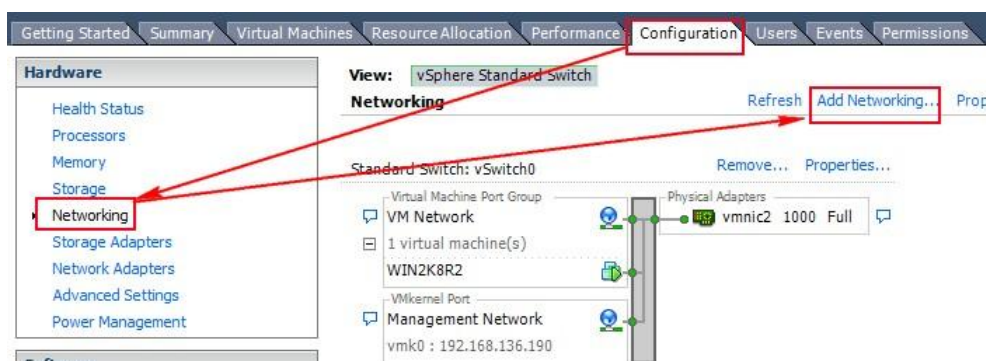 Getting Started Summary Virtual Machines Resource Allocation Performance Configuration Users Events Permissions
Hardware
Health Status
Processors
Memory
Storage
Networking
Storage Adapters
Network Adapters
Advanced Settings
Power Management
View: vSphere Standard Switch
Networking Refresh Add Networking...
Standard Switch: vSwitch0 Remove... Properties...
Virtual Machine Port Group Physical Adapters
VM Network vmnic2 1000 Full
1 virtual machine(s)
WIN2K8R2
VMkernel Port
Management Network
vmk0 : 192.168.136.190